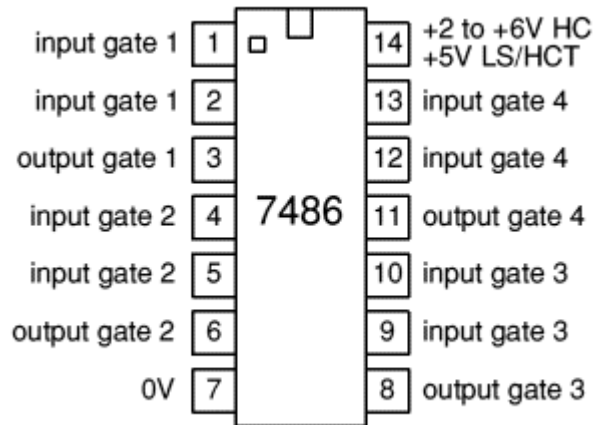 input gate 1 1
input gate 1 2
output gate 1 3
input gate 2 4
input gate 2 5
output gate 2 6
0V 7
7486
14 +2 to +6V HC
+5V LS/HCT
13 input gate 4
12 input gate 4
11 output gate 4
10 input gate 3
9 input gate 3
8 output gate 3